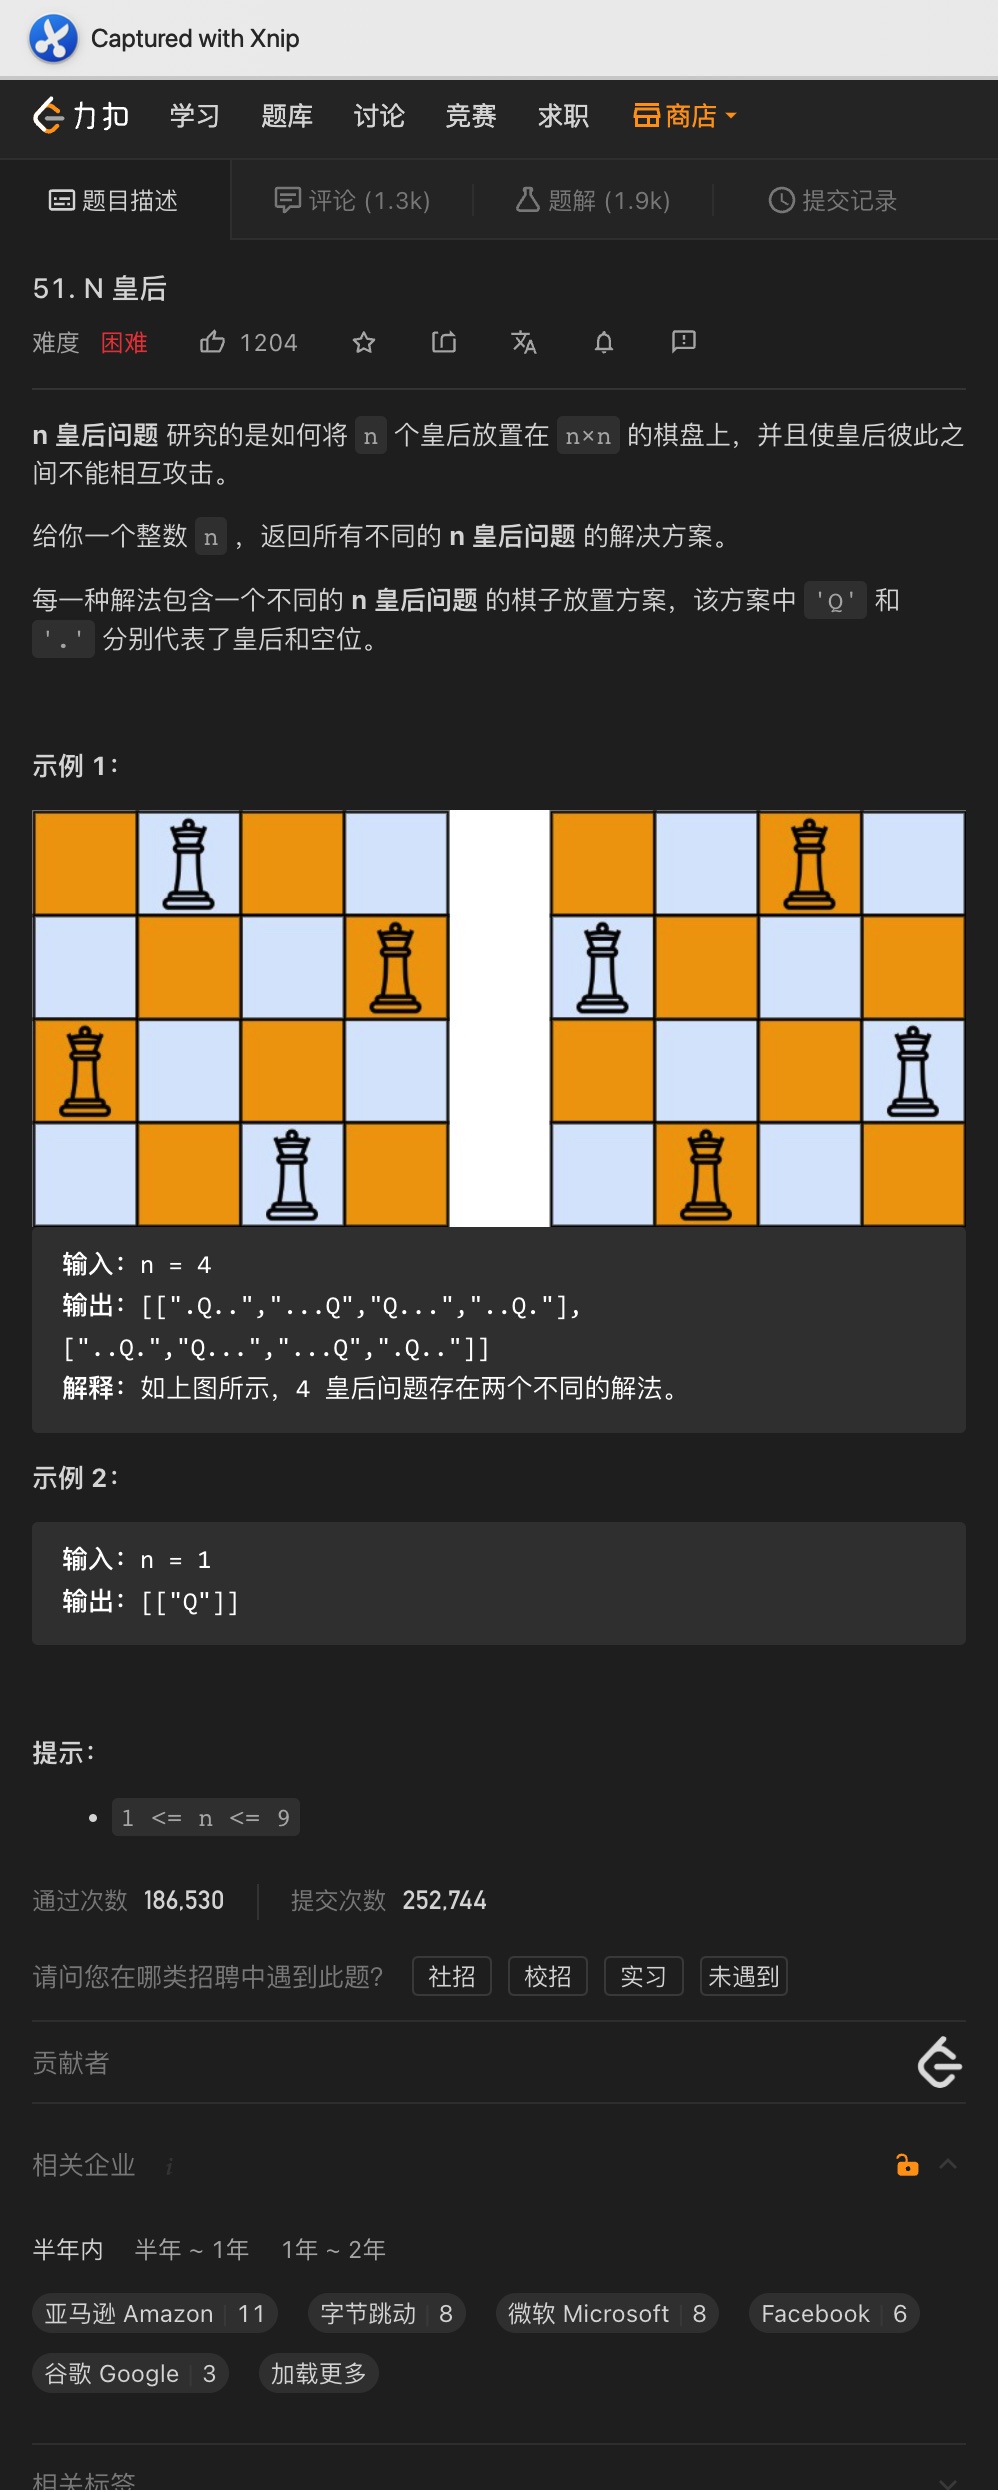 Captured with Xnip
力扣 学习 题库 讨论 竞赛 求职 商店
题目描述 评论 (1.3k) 题解 (1.9k) 提交记录
51. N 皇后
难度 困难 1204
n 皇后问题 研究的是如何将 n 个皇后放置在 n×n 的棋盘上，并且使皇后彼此之
间不能相互攻击。
给你一个整数 n ，返回所有不同的 n 皇后问题 的解决方案。
每一种解法包含一个不同的 n 皇后问题 的棋子放置方案，该方案中 'Q' 和
'.' 分别代表了皇后和空位。
示例 1：
输入：n = 4
输出：[[".Q..","...Q","Q...","..Q."],
["..Q.","Q...","...Q",".Q.."]]
解释：如上图所示，4 皇后问题存在两个不同的解法。
示例 2：
输入：n = 1
输出：[["Q"]]
提示：
1 <= n <= 9
通过次数 186,530 提交次数 252,744
请问您在哪类招聘中遇到此题？ 社招 校招 实习 未遇到
贡献者
相关企业 i
半年内 半年 ~ 1年 1年 ~ 2年
亚马逊 Amazon 11 字节跳动 8 微软 Microsoft 8 Facebook 6
谷歌 Google 3 加载更多
相关标签